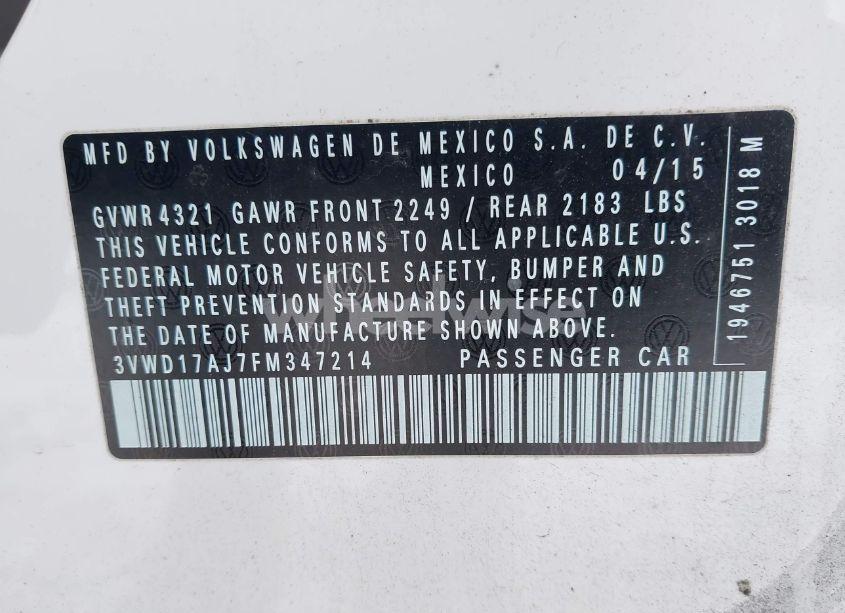 MFD BY VOLKSWAGEN DE MEXICO S.A. DE C.V.
MEXICO 04/15
GVWR 4321 GAWR FRONT 2249 / REAR 2183 LBS
THIS VEHICLE CONFORMS TO ALL APPLICABLE U.S.
FEDERAL MOTOR VEHICLE SAFETY, BUMPER AND
THEFT PREVENTION STANDARDS IN EFFECT ON
THE DATE OF MANUFACTURE SHOWN ABOVE.
3VWD17AJ7FM347214 PASSENGER CAR
1946751 3018 M
wheelwise